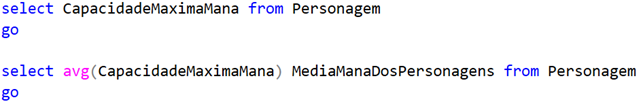 select CapacidadeMaximaMana from Personagem
go
select avg(CapacidadeMaximaMana) MediaManaDosPersonagens from Personagem
go